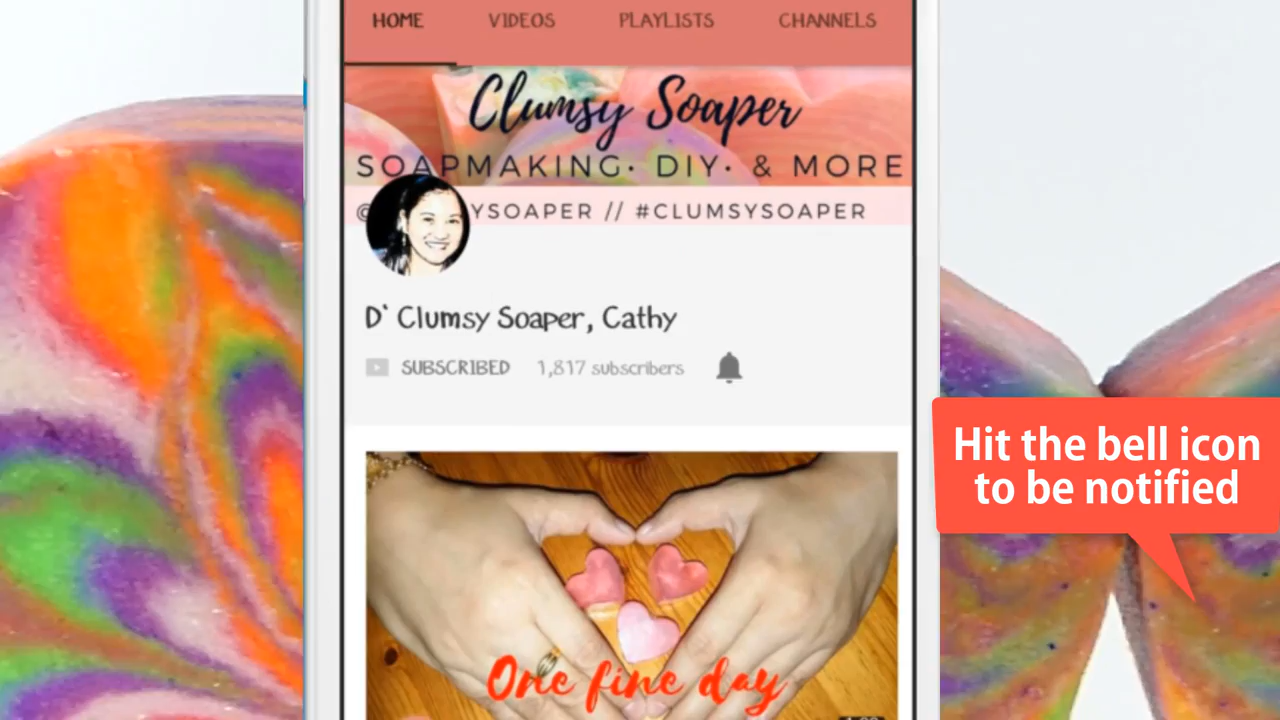 HOME VIDEOS PLAYLISTS CHANNELS
Clumsy Soaper
SOAPMAKING· DIY· & MORE
YSOAPER // #CLUMSYSOAPER
D` Clumsy Soaper, Cathy
SUBSCRIBED 1,817 subscribers
Hit the bell icon
to be notified
One fine day